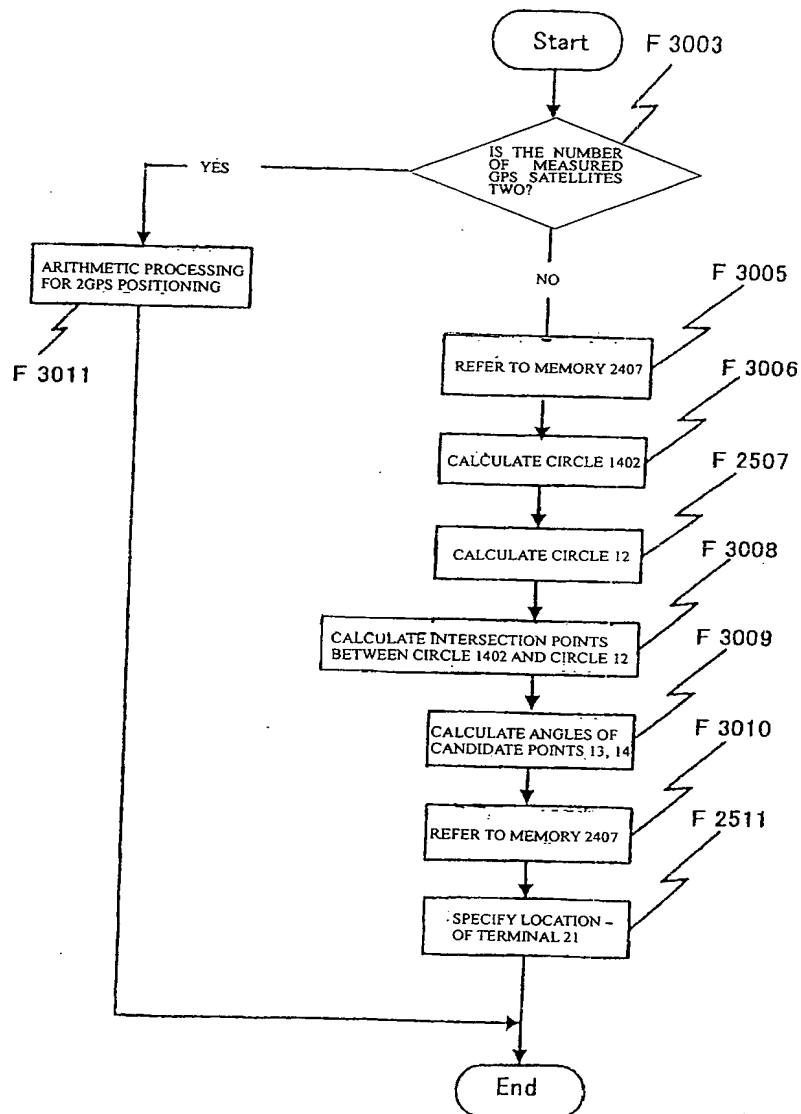 Start
F 3003
IS THE NUMBER
OF MEASURED
GPS SATELLITES
TWO?
YES
ARITHMETIC PROCESSING
FOR 2GPS POSITIONING
F 3011
NO
F 3005
REFER TO MEMORY 2407
F 3006
CALCULATE CIRCLE 1402
F 2507
CALCULATE CIRCLE 12
F 3008
CALCULATE INTERSECTION POINTS
BETWEEN CIRCLE 1402 AND CIRCLE 12
F 3009
CALCULATE ANGLES OF
CANDIDATE POINTS 13, 14
F 3010
REFER TO MEMORY 2407
F 2511
SPECIFY LOCATION -
OF TERMINAL 21
End